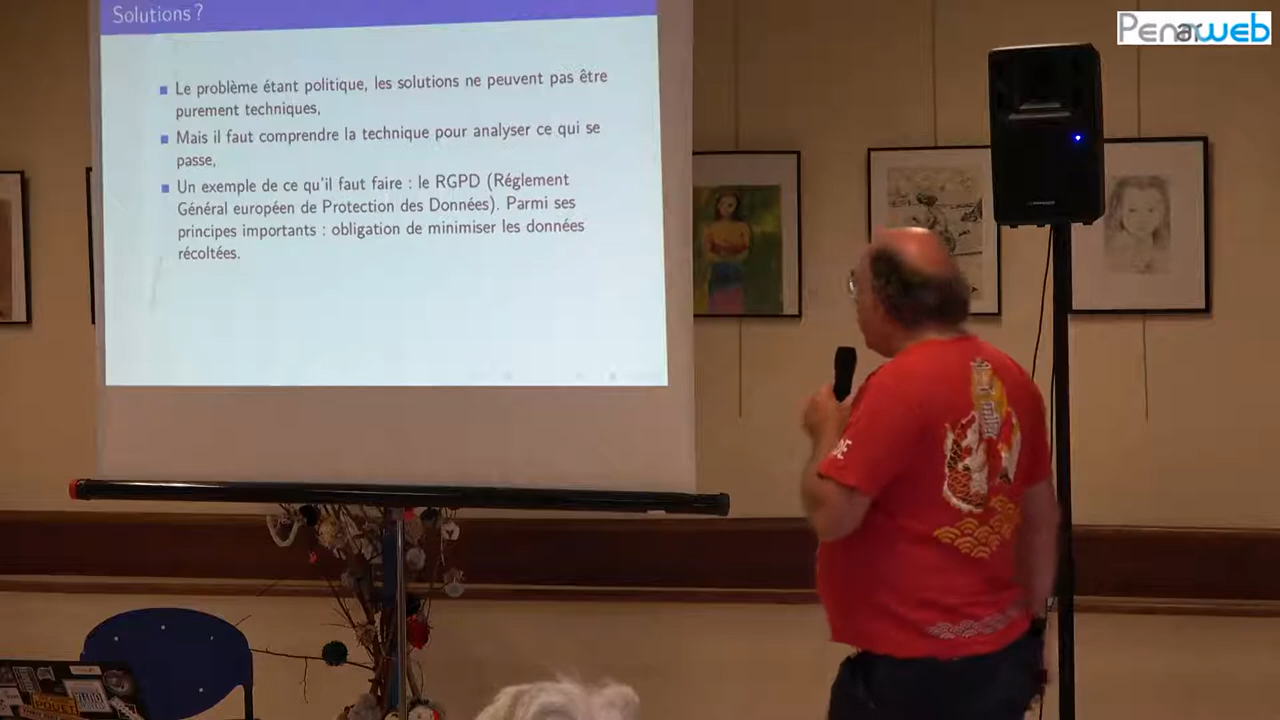 Solutions ?
Penarweb
Le problème étant politique, les solutions ne peuvent pas être
purement techniques,
Mais il faut comprendre la technique pour analyser ce qui se
passe,
Un exemple de ce qu'il faut faire : le RGPD (Réglement
Général européen de Protection des Données). Parmi ses
principes importants : obligation de minimiser les données
récoltées.